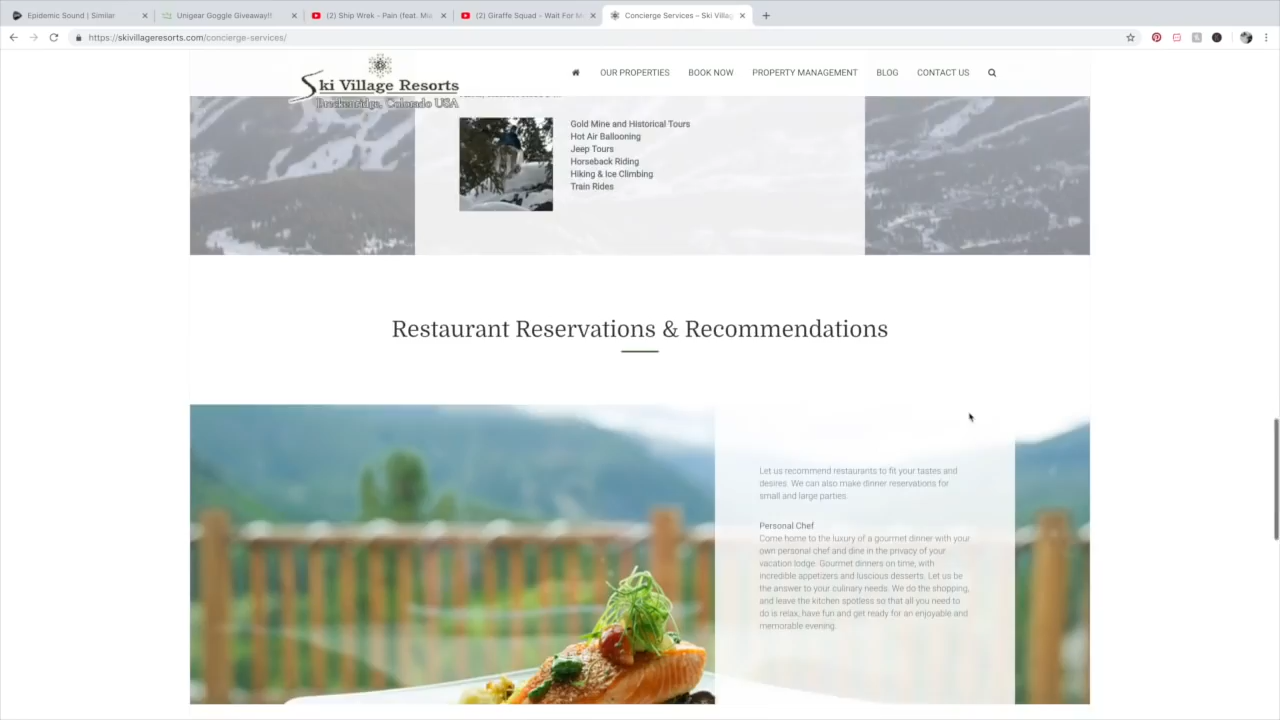 Epidemic Sound | Similar
Unigear Goggle Giveaway!!
(2) Ship Wrek - Pain (feat. Mia
(2) Giraffe Squad - Wait For M
Concierge Services – Ski Villag
https://skivillageresorts.com/concierge-services/
Ski Village Resorts
Breckenridge, Colorado USA
OUR PROPERTIES BOOK NOW PROPERTY MANAGEMENT BLOG CONTACT US
Gold Mine and Historical Tours
Hot Air Ballooning
Jeep Tours
Horseback Riding
Hiking & Ice Climbing
Train Rides
Restaurant Reservations & Recommendations
Let us recommend restaurants to fit your tastes and
desires. We can also make dinner reservations for
small and large parties.
Personal Chef
Come home to the luxury of a gourmet dinner with your
own personal chef and dine in the privacy of your
vacation lodge. Gourmet dinners on time, with
incredible appetizers and luscious desserts. Let us be
the answer to your culinary needs. We do the shopping,
and leave the kitchen spotless so that all you need to
do is relax, have fun and get ready for an enjoyable and
memorable evening.